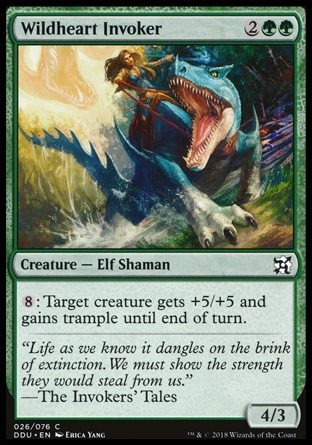 Wildheart Invoker 2
Creature — Elf Shaman
8: Target creature gets +5/+5 and
gains trample until end of turn.
“Life as we know it dangles on the brink
of extinction. We must show the strength
they would steal from us.”
—The Invokers' Tales
4/3
026/076 C
DDU • EN Erica Yang
™ & © 2018 Wizards of the Coast